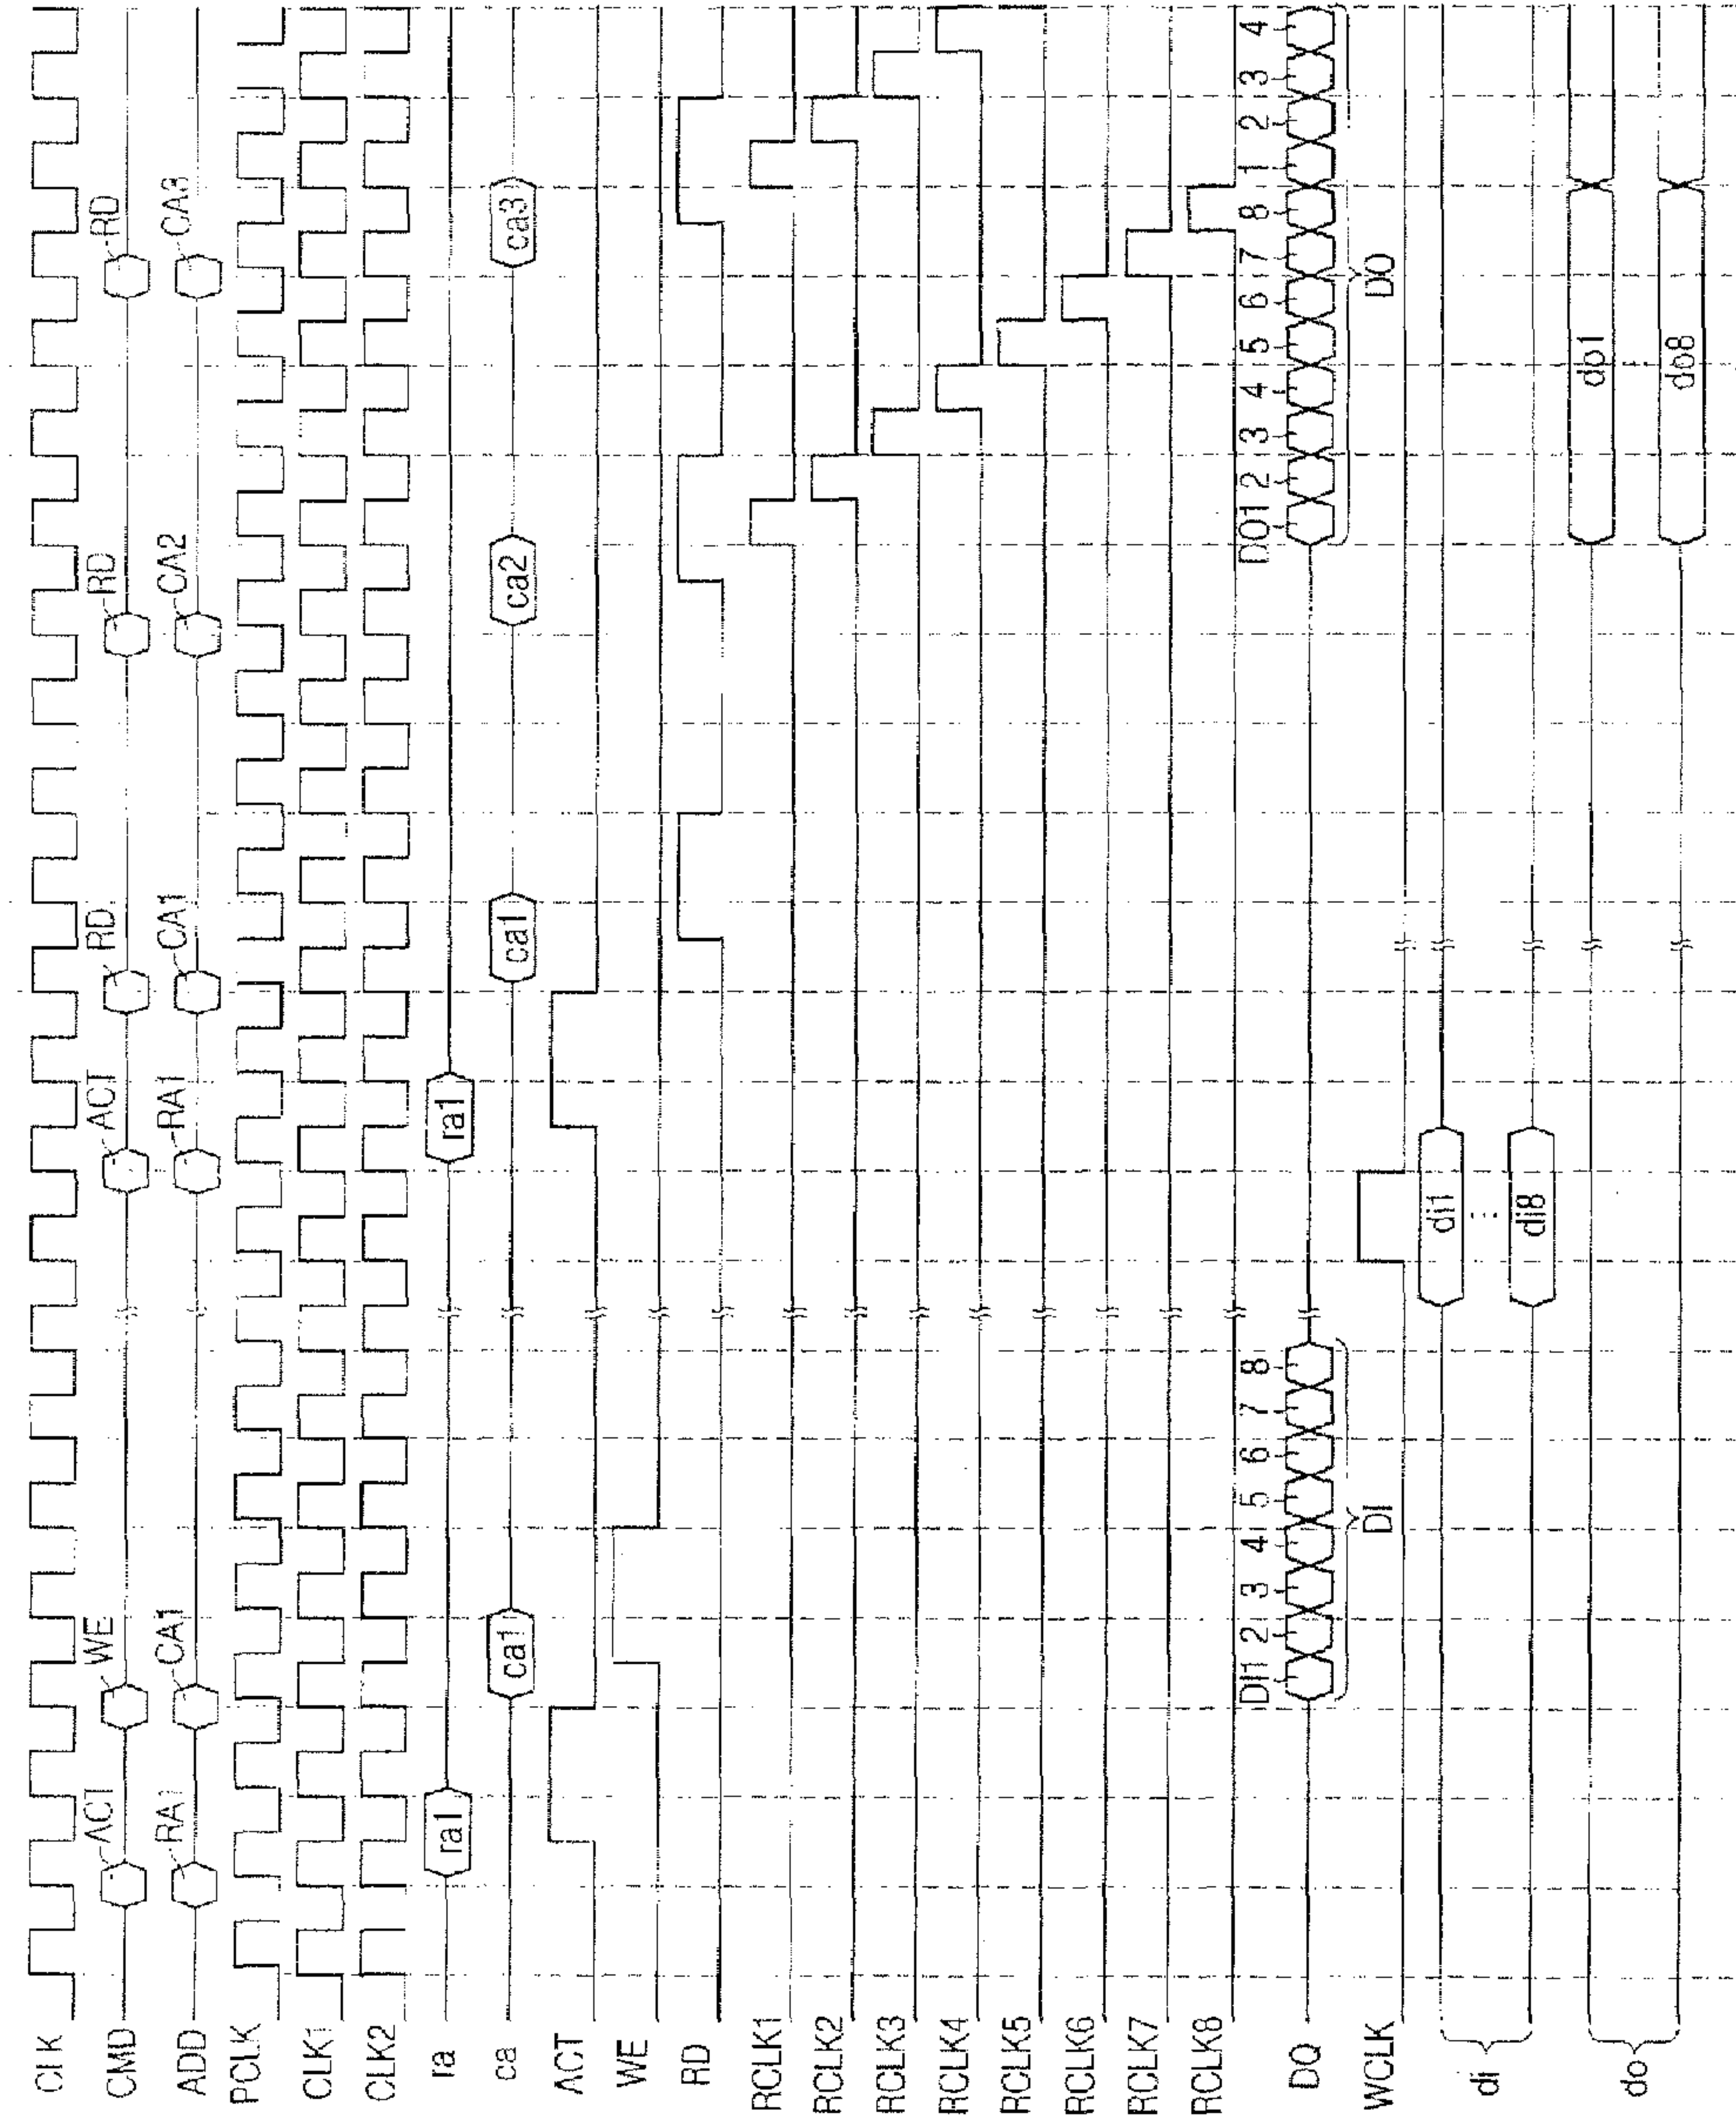 CLK
ACT WE ACT RD RD RD
CMD
RA1 CA1 RA1 CA1 CA2 CA3
ADD
PCLK
CLK1
CLK2
ra ra1 ra1
ca ca1 ca1 ca2 ca3
ACT
WE
RD
RCLK1
RCLK2
RCLK3
RCLK4
RCLK5
RCLK6
RCLK7
RCLK8
DI1 2 3 4 5 6 7 8 DO1 2 3 4 5 6 7 8 1 2 3 4
DQ
DI DO
WCLK
di di1
di8
do do1
do8